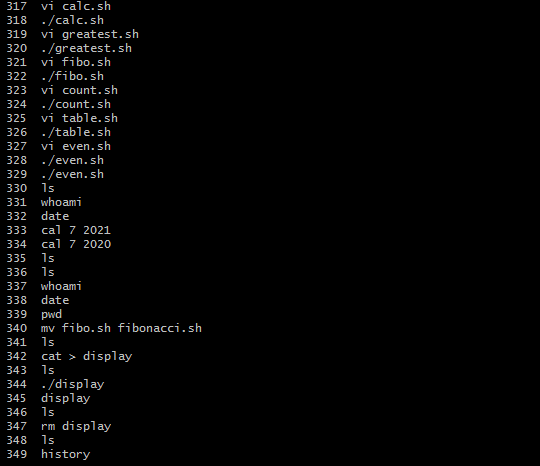 317 vi calc.sh
318 ./calc.sh
319 vi greatest.sh
320 ./greatest.sh
321 vi fibo.sh
322 ./fibo.sh
323 vi count.sh
324 ./count.sh
325 vi table.sh
326 ./table.sh
327 vi even.sh
328 ./even.sh
329 ./even.sh
330 ls
331 whoami
332 date
333 cal 7 2021
334 cal 7 2020
335 ls
336 ls
337 whoami
338 date
339 pwd
340 mv fibo.sh fibonacci.sh
341 ls
342 cat > display
343 ls
344 ./display
345 display
346 ls
347 rm display
348 ls
349 history